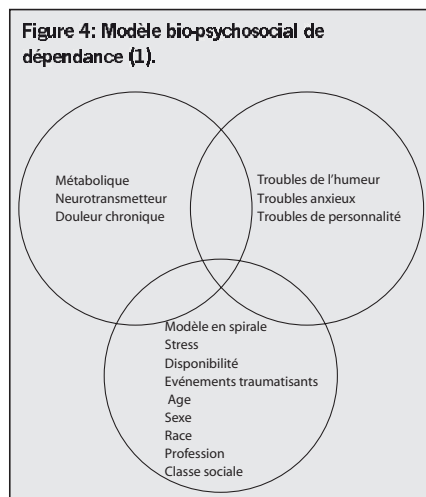 Figure 4: Modèle bio-psychosocial de
dépendance (1).
Métabolique
Neurotransmetteur
Douleur chronique
Troubles de l'humeur
Troubles anxieux
Troubles de personnalité
Modèle en spirale
Stress
Disponibilité
Evénements traumatisants
Age
Sexe
Race
Profession
Classe sociale